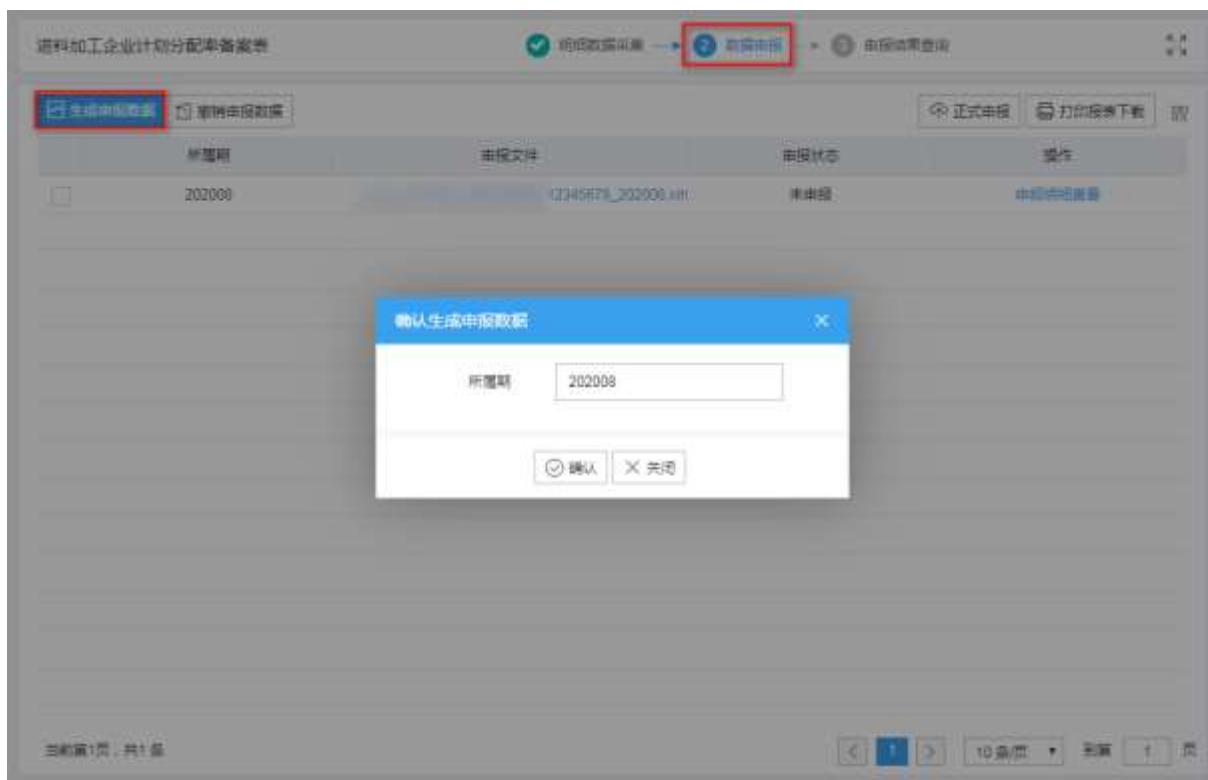 进料加工企业计划分配率备案表
明细数据采集
2 数据申报
3 申报结果查询
生成申报数据 撤销申报数据
正式申报 打印报表下载
所属期 申报文件 申报状态 操作
202008 12345678_202008.xml 未申报 申报明细查看
确认生成申报数据
所属期 202008
确认 关闭
当前第1页,共1条
1 10 条/页 到第 1 页